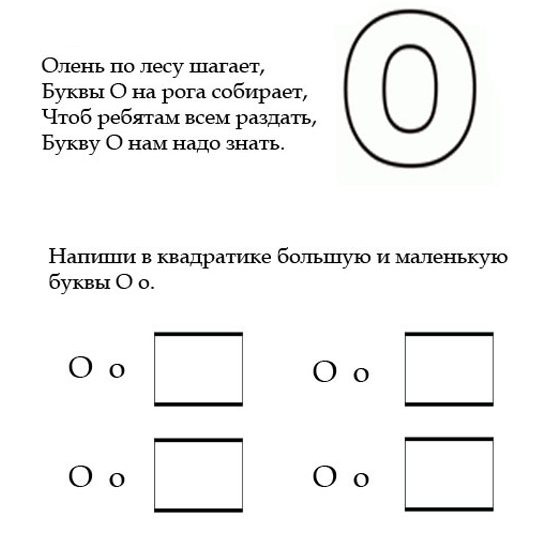 Олень по лесу шагает,
Буквы О на рога собирает,
Чтоб ребятам всем раздать,
Букву О нам надо знать.
О
Напиши в квадратике большую и маленькую
буквы О о.
О о
О о
О о
О о